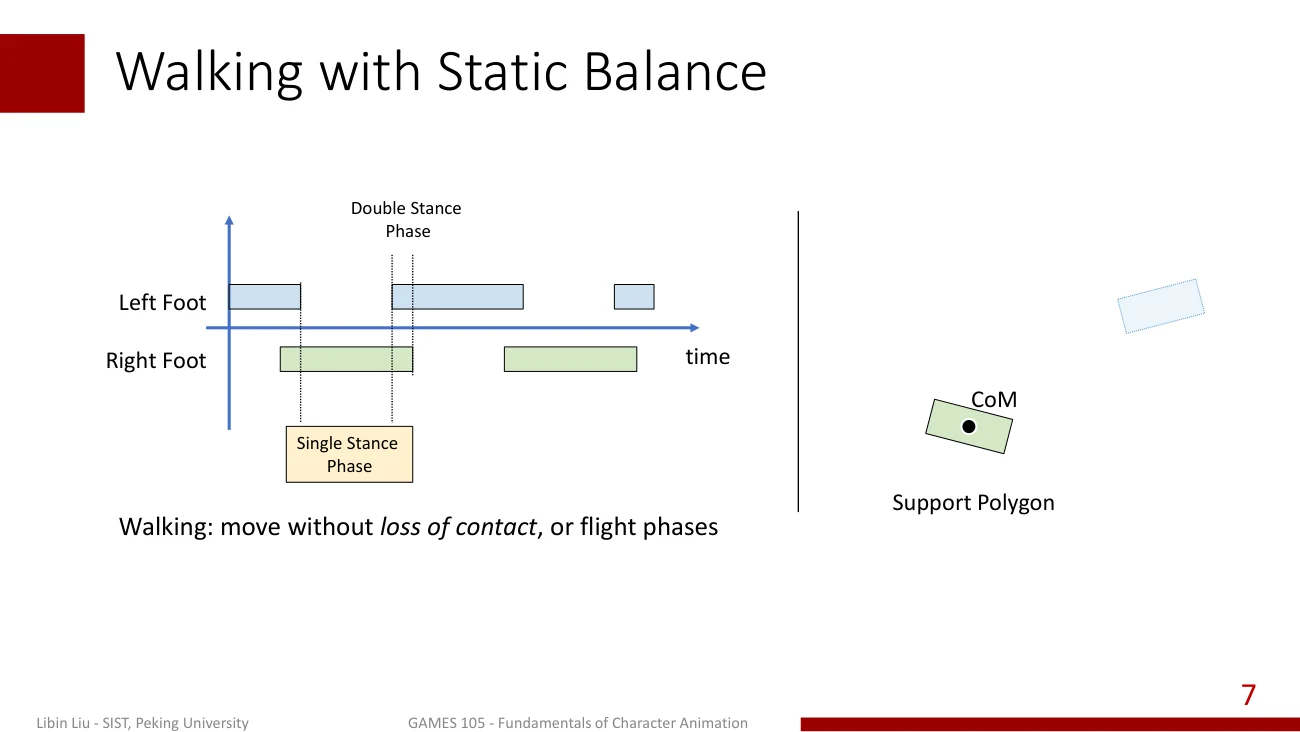 Walking with Static Balance
Double Stance
Phase
Left Foot
Right Foot
time
Single Stance
Phase
Walking: move without loss of contact, or flight phases
CoM
Support Polygon
7
Libin Liu - SIST, Peking University
GAMES 105 - Fundamentals of Character Animation